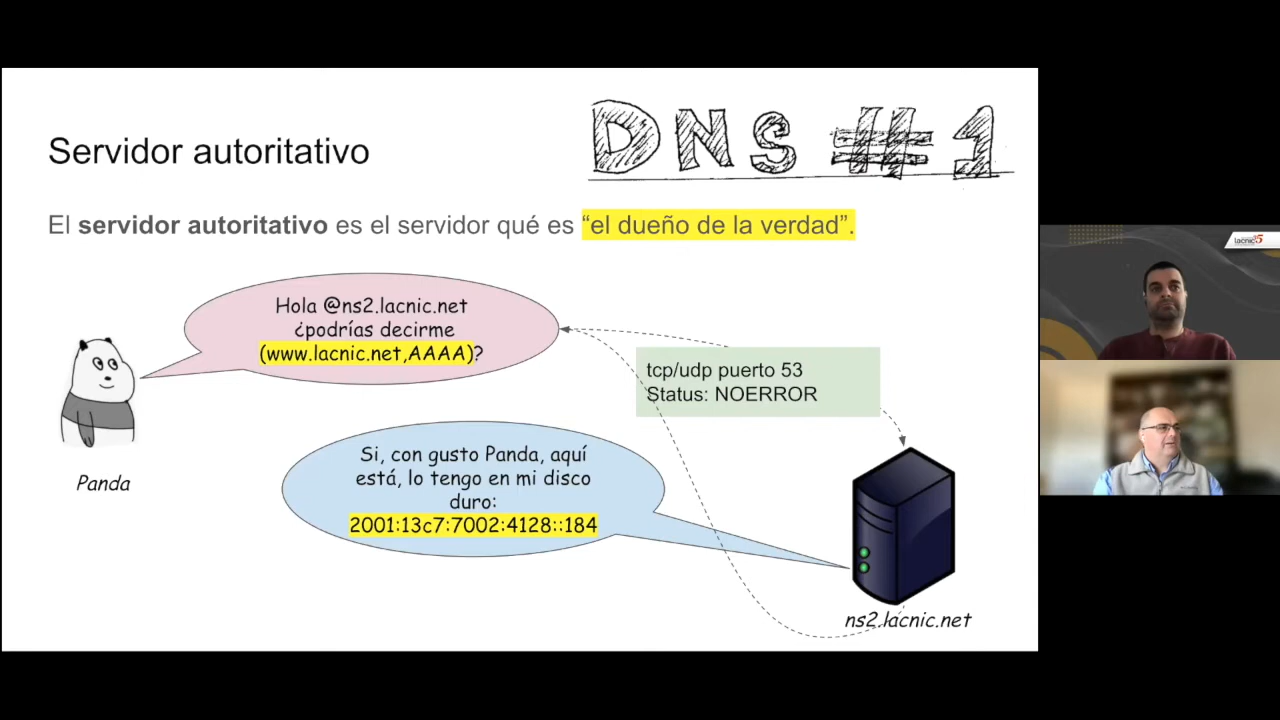 DNS #1
Servidor autoritativo
El servidor autoritativo es el servidor qué es “el dueño de la verdad”.
Hola @ns2.lacnic.net
¿podrías decirme
(www.lacnic.net,AAAA)?
tcp/udp puerto 53
Status: NOERROR
Si, con gusto Panda, aquí
está, lo tengo en mi disco
duro:
2001:13c7:7002:4128::184
Panda
ns2.lacnic.net
lacnic